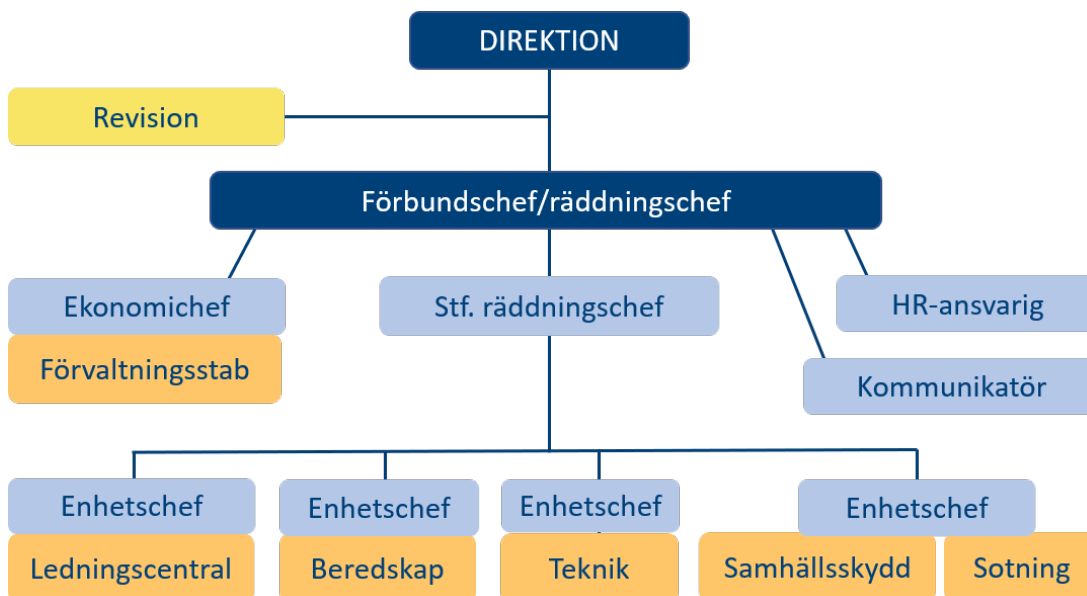 DIREKTION
Revision
Förbundschef/räddningschef
Ekonomichef
Förvaltningsstab
Stf. räddningschef
HR-ansvarig
Kommunikatör
Enhetschef
Ledningscentral
Enhetschef
Beredskap
Enhetschef
Teknik
Enhetschef
Samhällsskydd
Sotning